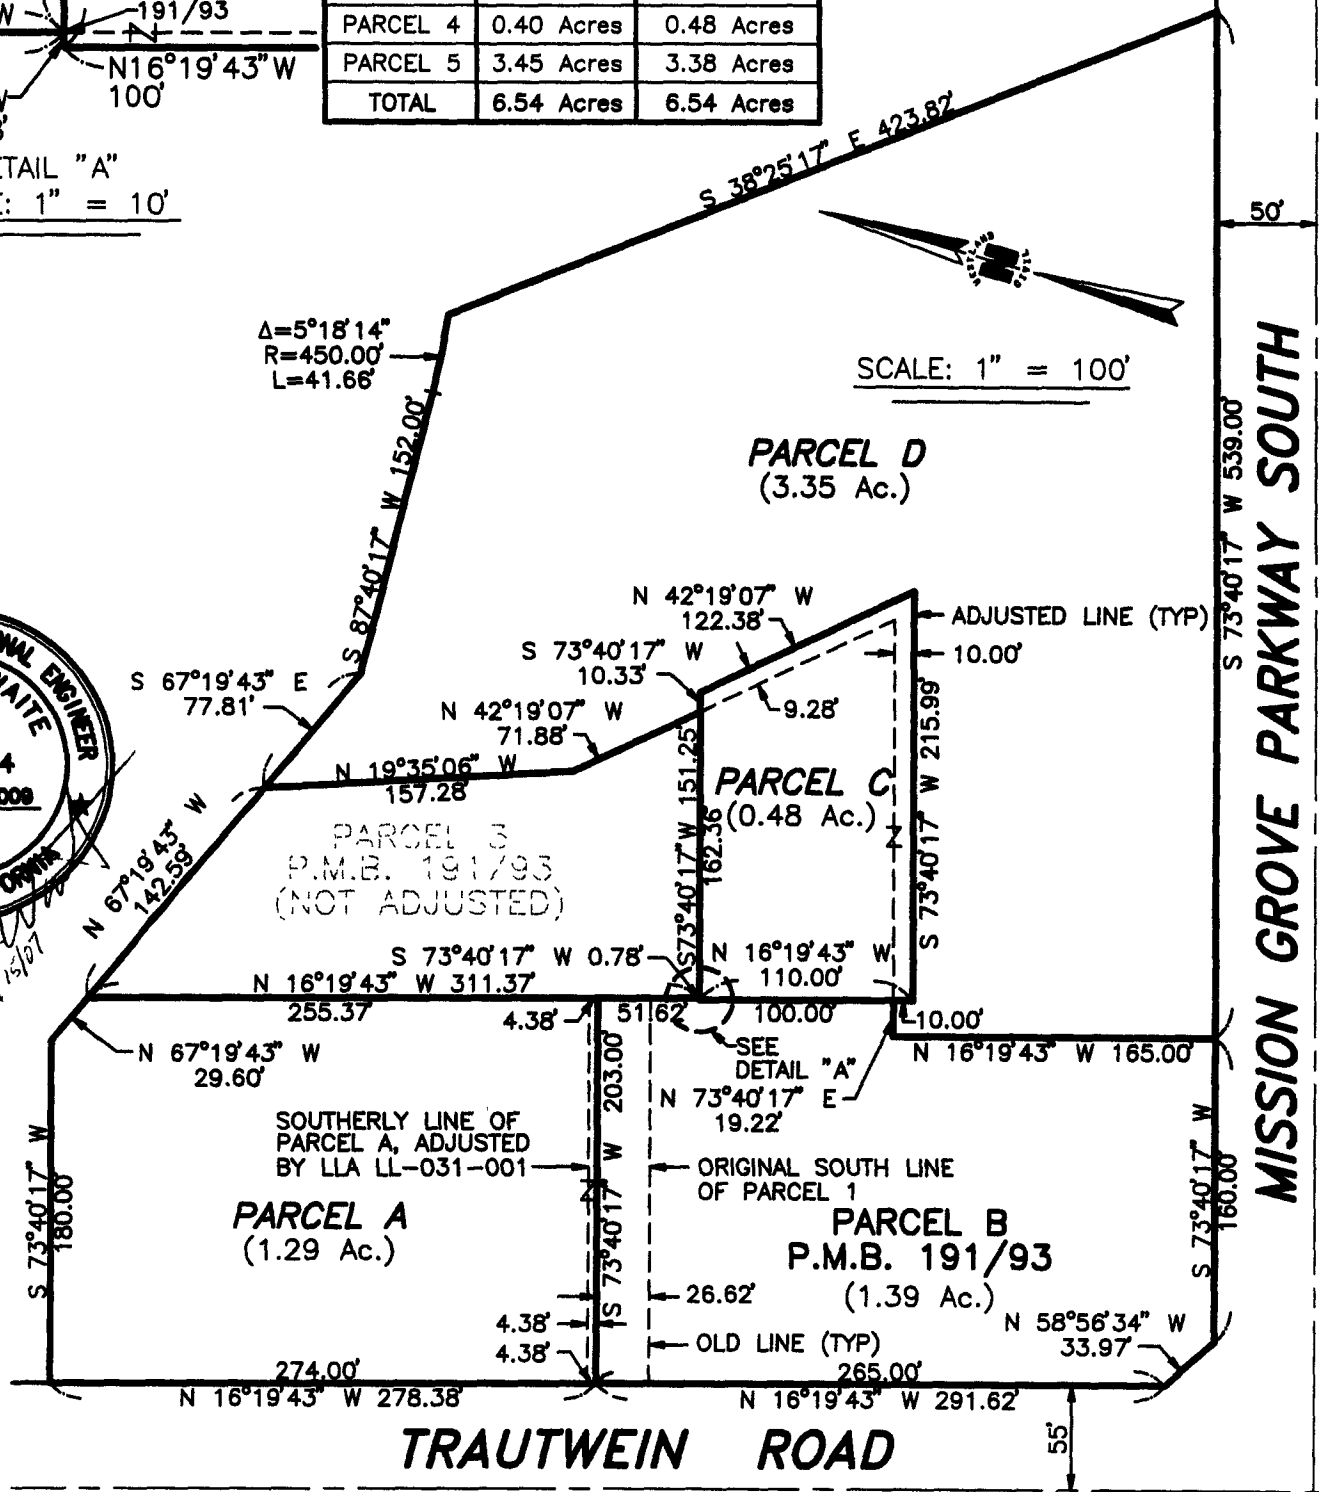 191/93
N16°19'43" W
100'
ETAIL "A"
E: 1" = 10'
PARCEL 4 0.40 Acres 0.48 Acres
PARCEL 5 3.45 Acres 3.38 Acres
TOTAL 6.54 Acres 6.54 Acres
S 38°25'17" E 423.82'
50'
Δ=5°18'14"
R=450.00'
L=41.66'
SCALE: 1" = 100'
PARCEL D
(3.35 Ac.)
S 87°40'17" W 152.00'
S 73°40'17" W 539.00'
MISSION GROVE PARKWAY SOUTH
N 42°19'07" W
122.38'
ADJUSTED LINE (TYP)
S 73°40'17" W
10.33'
10.00'
9.28'
S 67°19'43" E
77.81'
N 42°19'07" W
71.88'
N 19°35'06" W
157.28'
PARCEL C
(0.48 Ac.)
S73°40'17"W 151.25'
162.36'
S 73°40'17" W 215.99'
PARCEL 3
P.M.B. 191/93
(NOT ADJUSTED)
N 67°19'43" W
142.59'
ONAL ENGINEER
S 73°40'17" W 0.78'
N 16°19'43" W
110.00'
N 16°19'43" W 311.37'
255.37'
4.38'
51.62'
100.00'
10.00'
SEE
DETAIL "A"
N 16°19'43" W 165.00'
N 67°19'43" W
29.60'
N 73°40'17" E
19.22'
S 73°40'17" W 203.00'
SOUTHERLY LINE OF
PARCEL A, ADJUSTED
BY LLA LL-031-001
ORIGINAL SOUTH LINE
OF PARCEL 1
S 73°40'17" W
180.00'
PARCEL A
(1.29 Ac.)
PARCEL B
P.M.B. 191/93
(1.39 Ac.)
S 73°40'17" W
160.00'
26.62'
4.38'
4.38'
OLD LINE (TYP)
N 58°56'34" W
33.97'
274.00'
N 16°19'43" W 278.38'
265.00'
N 16°19'43" W 291.62'
55'
TRAUTWEIN ROAD